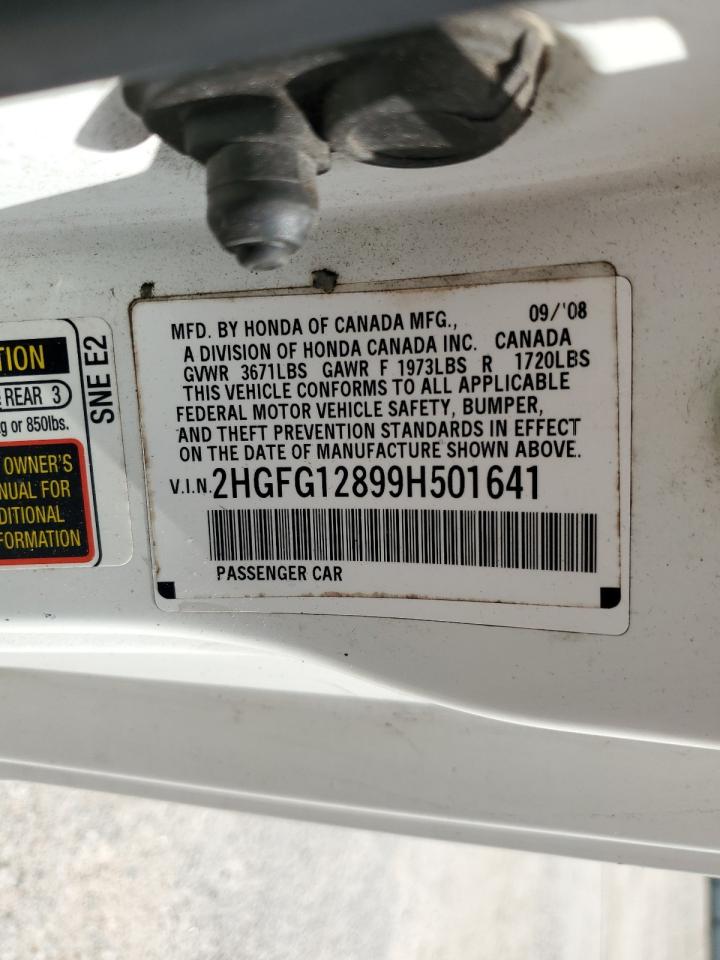 TION
REAR 3
g or 850lbs.
SNE E2
OWNER'S
NUAL FOR
DITIONAL
FORMATION
MFD. BY HONDA OF CANADA MFG., 09/'08
A DIVISION OF HONDA CANADA INC. CANADA
GVWR 3671LBS GAWR F 1973LBS R 1720LBS
THIS VEHICLE CONFORMS TO ALL APPLICABLE
FEDERAL MOTOR VEHICLE SAFETY, BUMPER,
AND THEFT PREVENTION STANDARDS IN EFFECT
ON THE DATE OF MANUFACTURE SHOWN ABOVE.
V.I.N. 2HGFG12899H501641
PASSENGER CAR